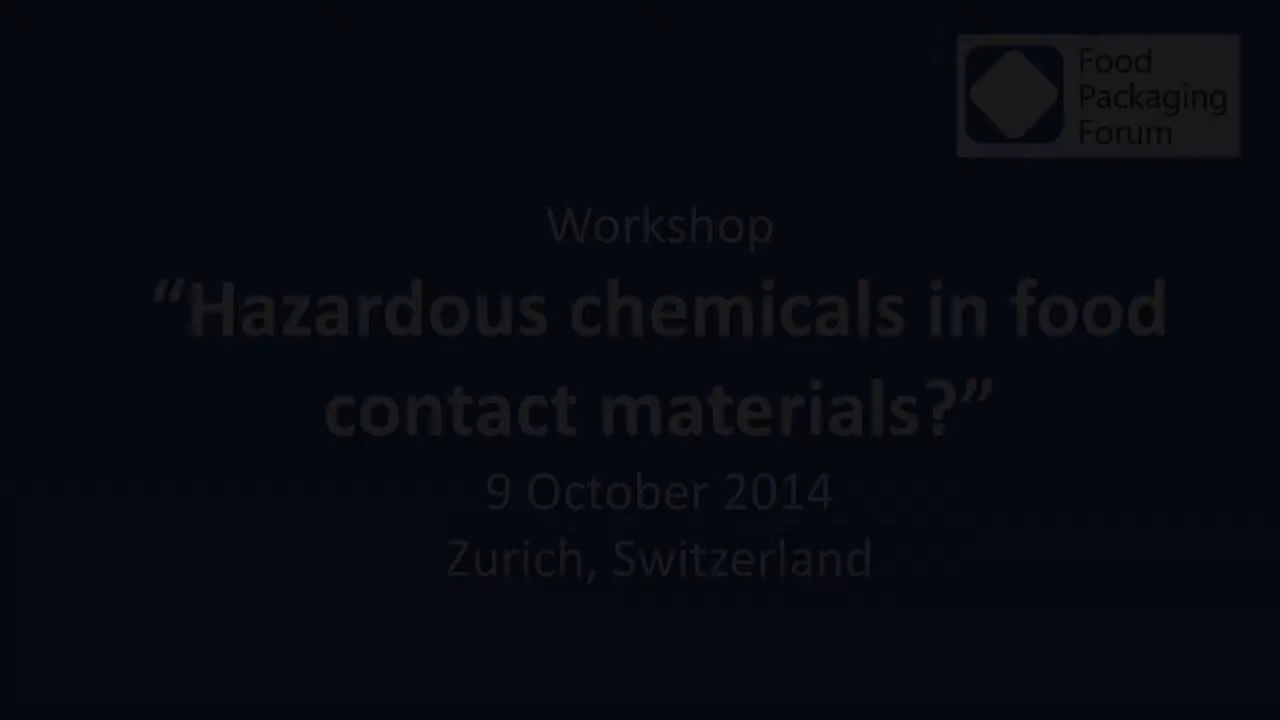 Food
Packaging
Forum
Workshop
“Hazardous chemicals in food
contact materials?”
9 October 2014
Zurich, Switzerland